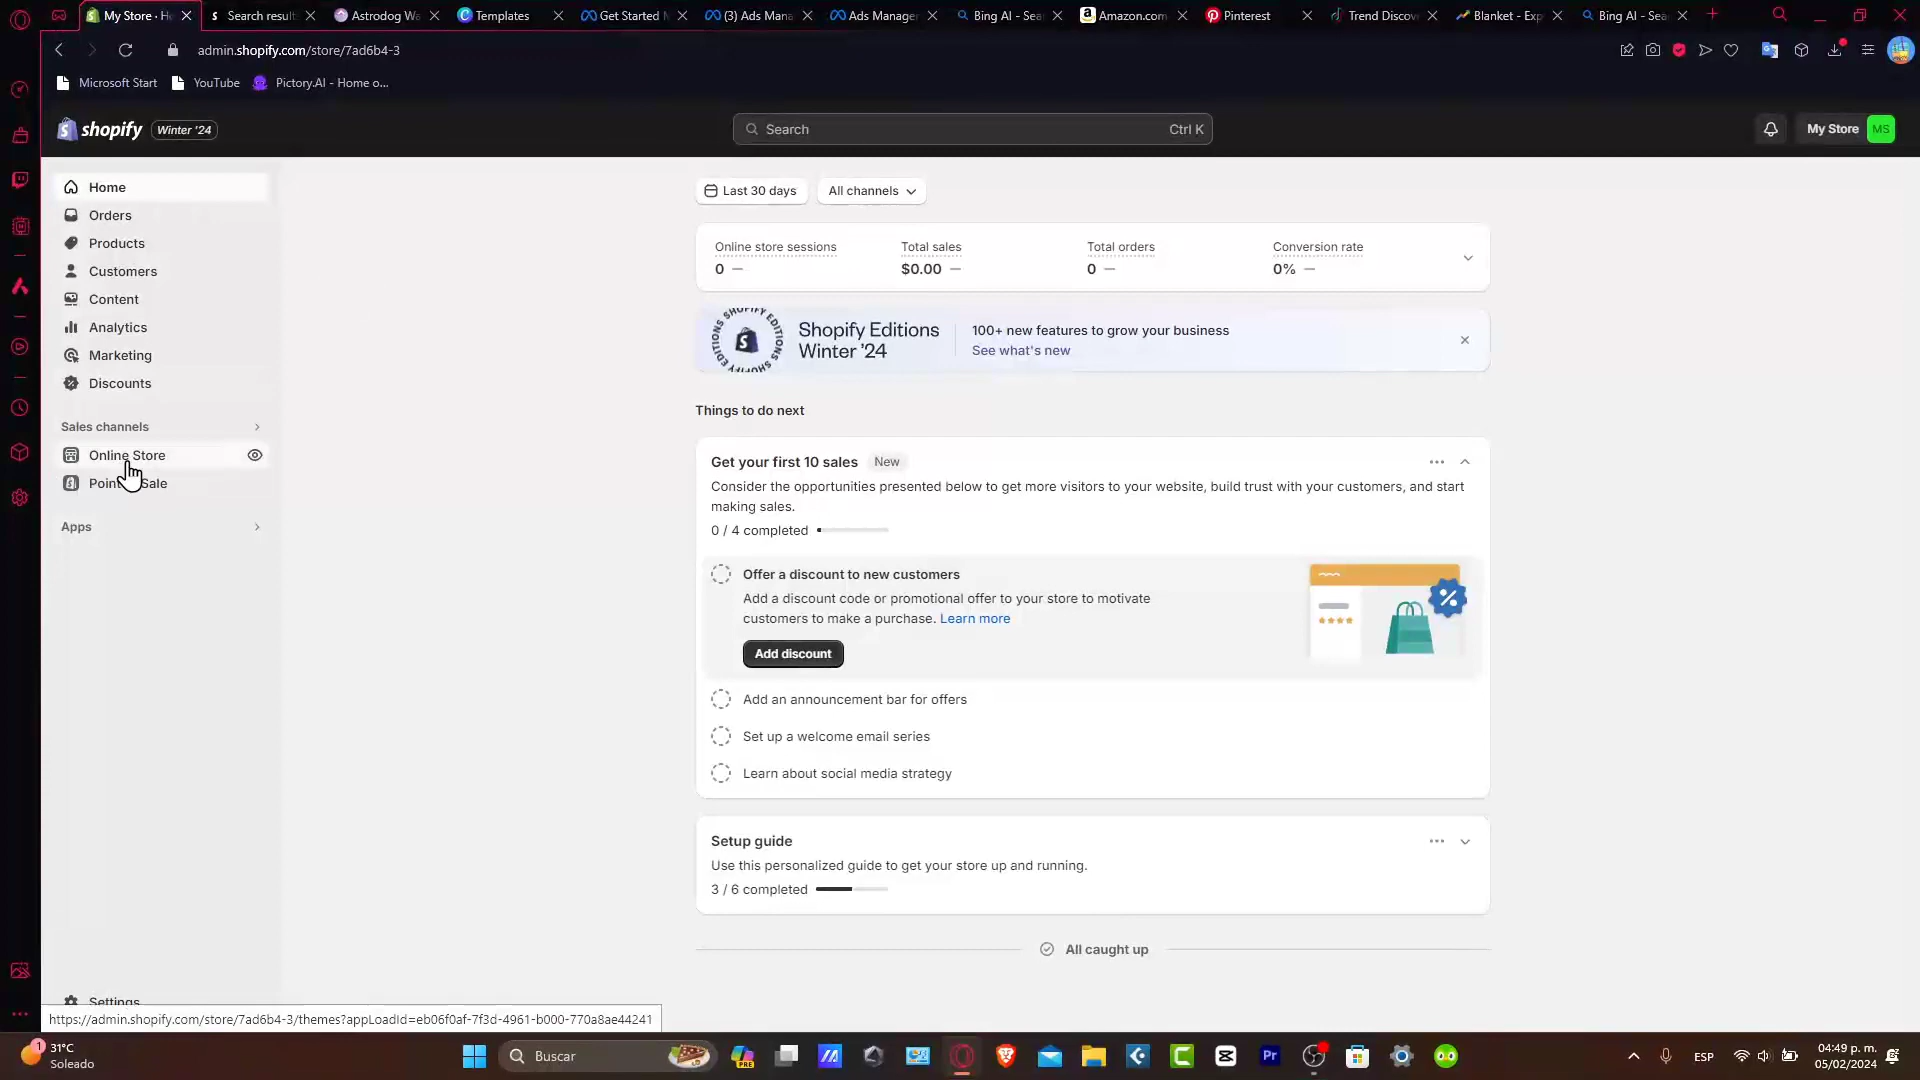 My Store · H
Search result
Astrodog Wa
Templates
Get Started
(3) Ads Mana
Ads Manager
Bing AI - Sea
Amazon.com
Pinterest
Trend Discov
Blanket - Exp
Bing AI - Sea
admin.shopify.com/store/7ad6b4-3
Microsoft Start
YouTube
Pictory.AI - Home o...
shopify
Winter '24
Search
Ctrl K
My Store
MS
Home
Orders
Products
Customers
Content
Analytics
Marketing
Discounts
Sales channels
Online Store
Point Sale
Apps
Settings
Last 30 days
All channels
Online store sessions
0 —
Total sales
$0.00 —
Total orders
0 —
Conversion rate
0% —
SHOPIFY EDITIONS
Shopify Editions
Winter '24
100+ new features to grow your business
See what's new
Things to do next
Get your first 10 sales
New
Consider the opportunities presented below to get more visitors to your website, build trust with your customers, and start
making sales.
0 / 4 completed
Offer a discount to new customers
Add a discount code or promotional offer to your store to motivate
customers to make a purchase. Learn more
Add discount
Add an announcement bar for offers
Set up a welcome email series
Learn about social media strategy
Setup guide
Use this personalized guide to get your store up and running.
3 / 6 completed
All caught up
https://admin.shopify.com/store/7ad6b4-3/themes?appLoadId=eb06f0af-7f3d-4961-b000-770a8ae44241
1
31°C
Soleado
Buscar
PRE
Pr
ESP
04:49 p. m.
05/02/2024